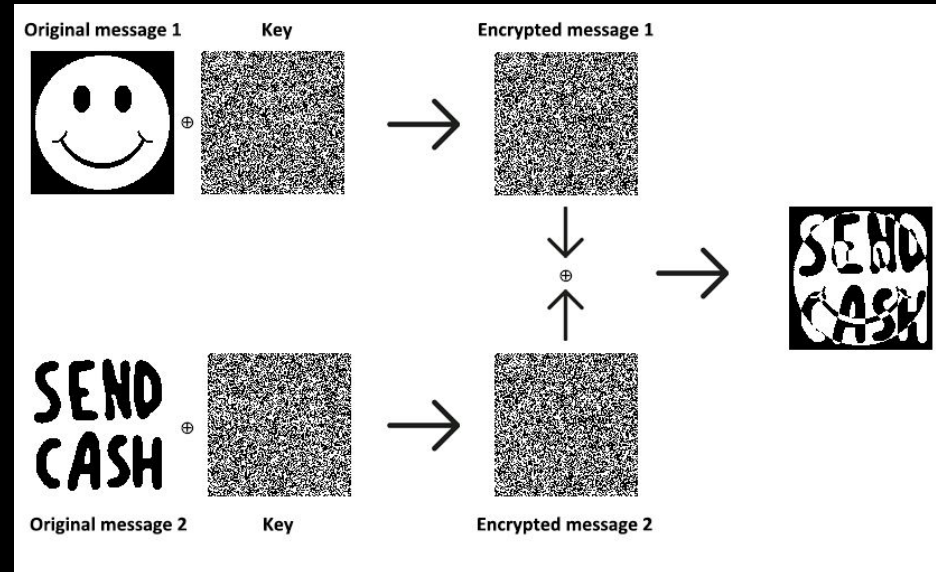 Original message 1 Key Encrypted message 1
⊕
⊕
SEND
CASH
SEND
CASH
⊕
Original message 2 Key Encrypted message 2